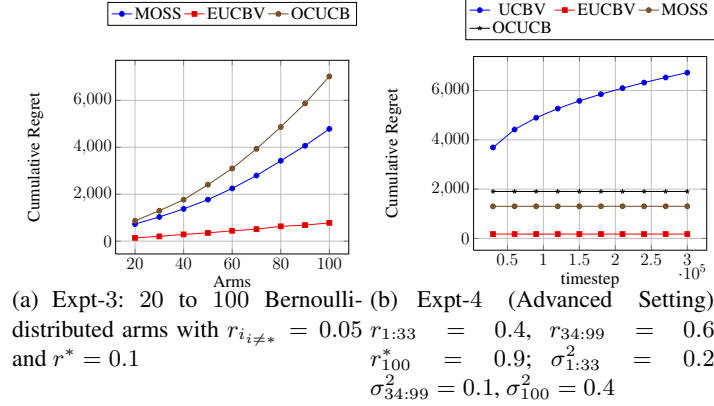 MOSS EUCBV OCUCB
6,000
4,000
2,000
0
Cumulative Regret
20 40 60 80 100
Arms
(a) Expt-3: 20 to 100 Bernoulli-
distributed arms with r_{i_{i≠*}} = 0.05
and r* = 0.1
UCBV EUCBV MOSS
OCUCB
6,000
4,000
2,000
0
Cumulative Regret
0.5 1 1.5 2 2.5 3
timestep ·10^5
(b) Expt-4 (Advanced Setting)
r_{1:33} = 0.4, r_{34:99} = 0.6
r*_{100} = 0.9; σ²_{1:33} = 0.2
σ²_{34:99} = 0.1, σ²_{100} = 0.4